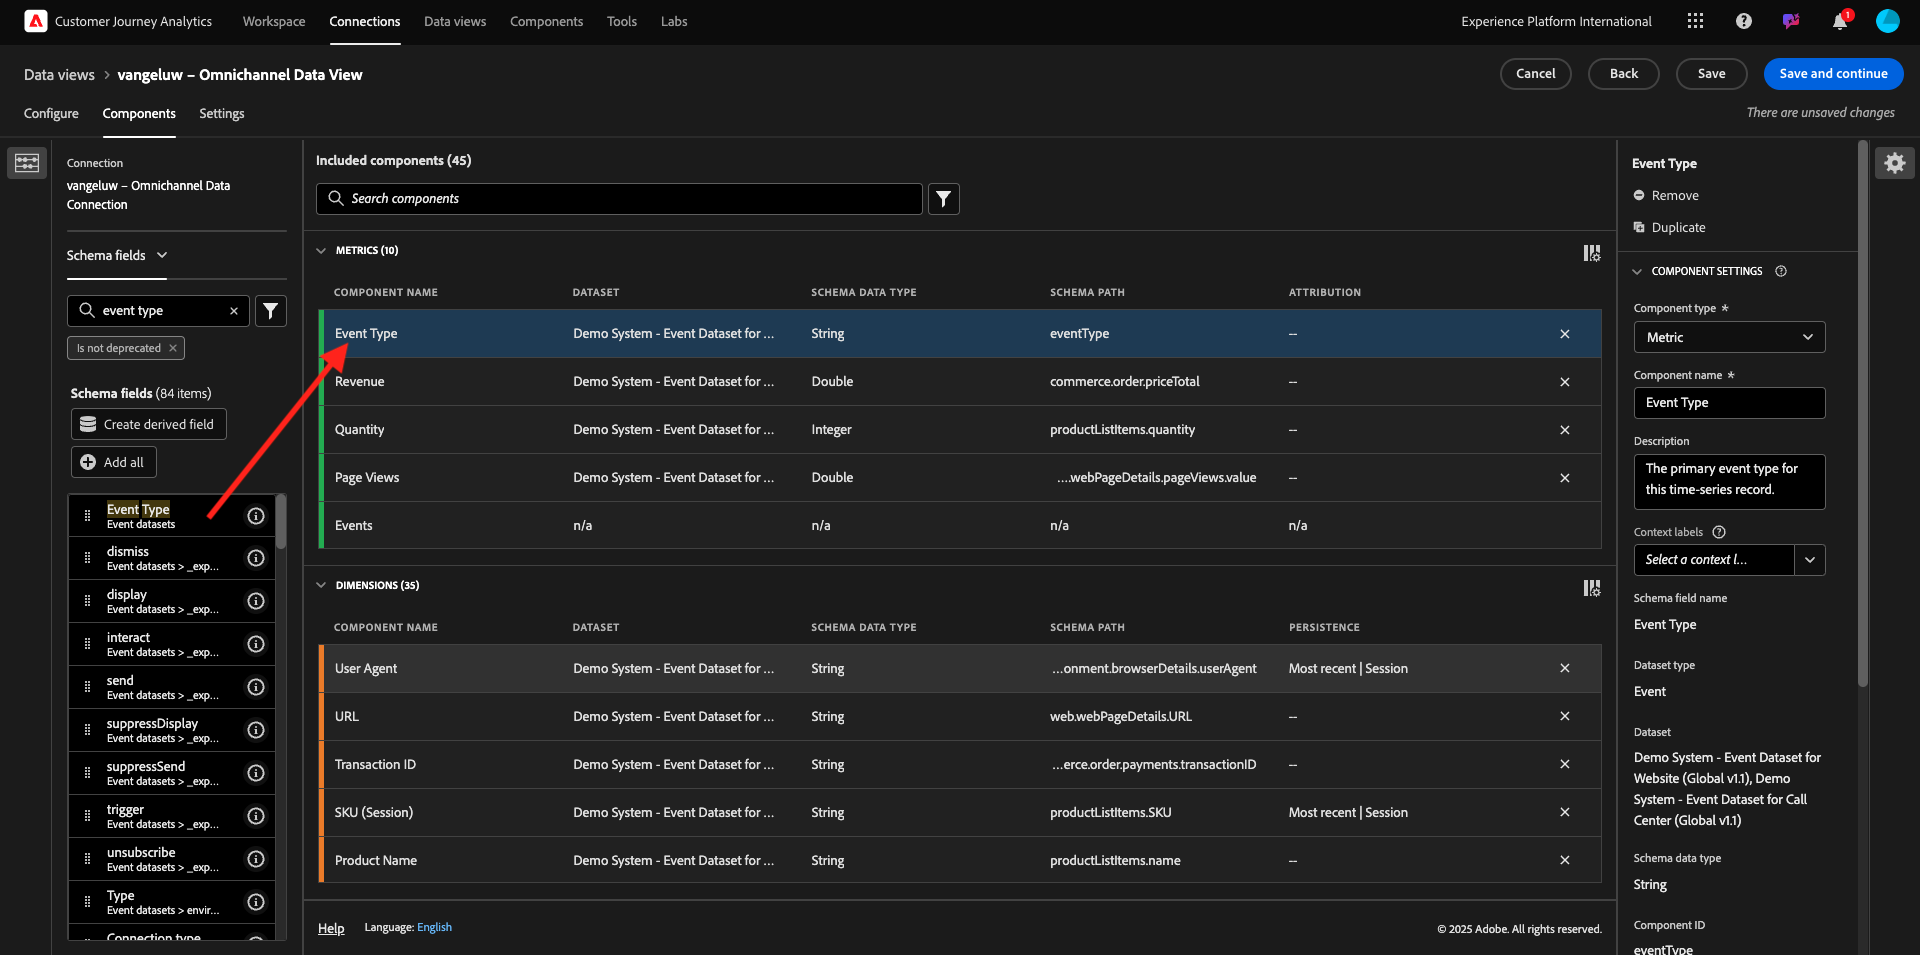 Customer Journey Analytics
Workspace
Connections
Data views
Components
Tools
Labs
Experience Platform International
1
Data views > vangeluw – Omnichannel Data View
Cancel
Back
Save
Save and continue
Configure
Components
Settings
There are unsaved changes
Connection
vangeluw – Omnichannel Data
Connection
Schema fields
event type
Is not deprecated
Schema fields (84 items)
Create derived field
Add all
Event Type
Event datasets
dismiss
Event datasets > _exp...
display
Event datasets > _exp...
interact
Event datasets > _exp...
send
Event datasets > _exp...
suppressDisplay
Event datasets > _exp...
suppressSend
Event datasets > _exp...
trigger
Event datasets > _exp...
unsubscribe
Event datasets > _exp...
Type
Event datasets > envir...
Connection type
Included components (45)
Search components
METRICS (10)
COMPONENT NAME DATASET SCHEMA DATA TYPE SCHEMA PATH ATTRIBUTION
Event Type Demo System - Event Dataset for ... String eventType --
Revenue Demo System - Event Dataset for ... Double commerce.order.priceTotal --
Quantity Demo System - Event Dataset for ... Integer productListItems.quantity --
Page Views Demo System - Event Dataset for ... Double ....webPageDetails.pageViews.value --
Events n/a n/a n/a n/a
DIMENSIONS (35)
COMPONENT NAME DATASET SCHEMA DATA TYPE SCHEMA PATH PERSISTENCE
User Agent Demo System - Event Dataset for ... String ...onment.browserDetails.userAgent Most recent | Session
URL Demo System - Event Dataset for ... String web.webPageDetails.URL --
Transaction ID Demo System - Event Dataset for ... String ...erce.order.payments.transactionID --
SKU (Session) Demo System - Event Dataset for ... String productListItems.SKU Most recent | Session
Product Name Demo System - Event Dataset for ... String productListItems.name --
Help
Language: English
© 2025 Adobe. All rights reserved.
Event Type
Remove
Duplicate
COMPONENT SETTINGS
Component type *
Metric
Component name *
Event Type
Description
The primary event type for
this time-series record.
Context labels
Select a context l...
Schema field name
Event Type
Dataset type
Event
Dataset
Demo System - Event Dataset for
Website (Global v1.1), Demo
System - Event Dataset for Call
Center (Global v1.1)
Schema data type
String
Component ID
eventType